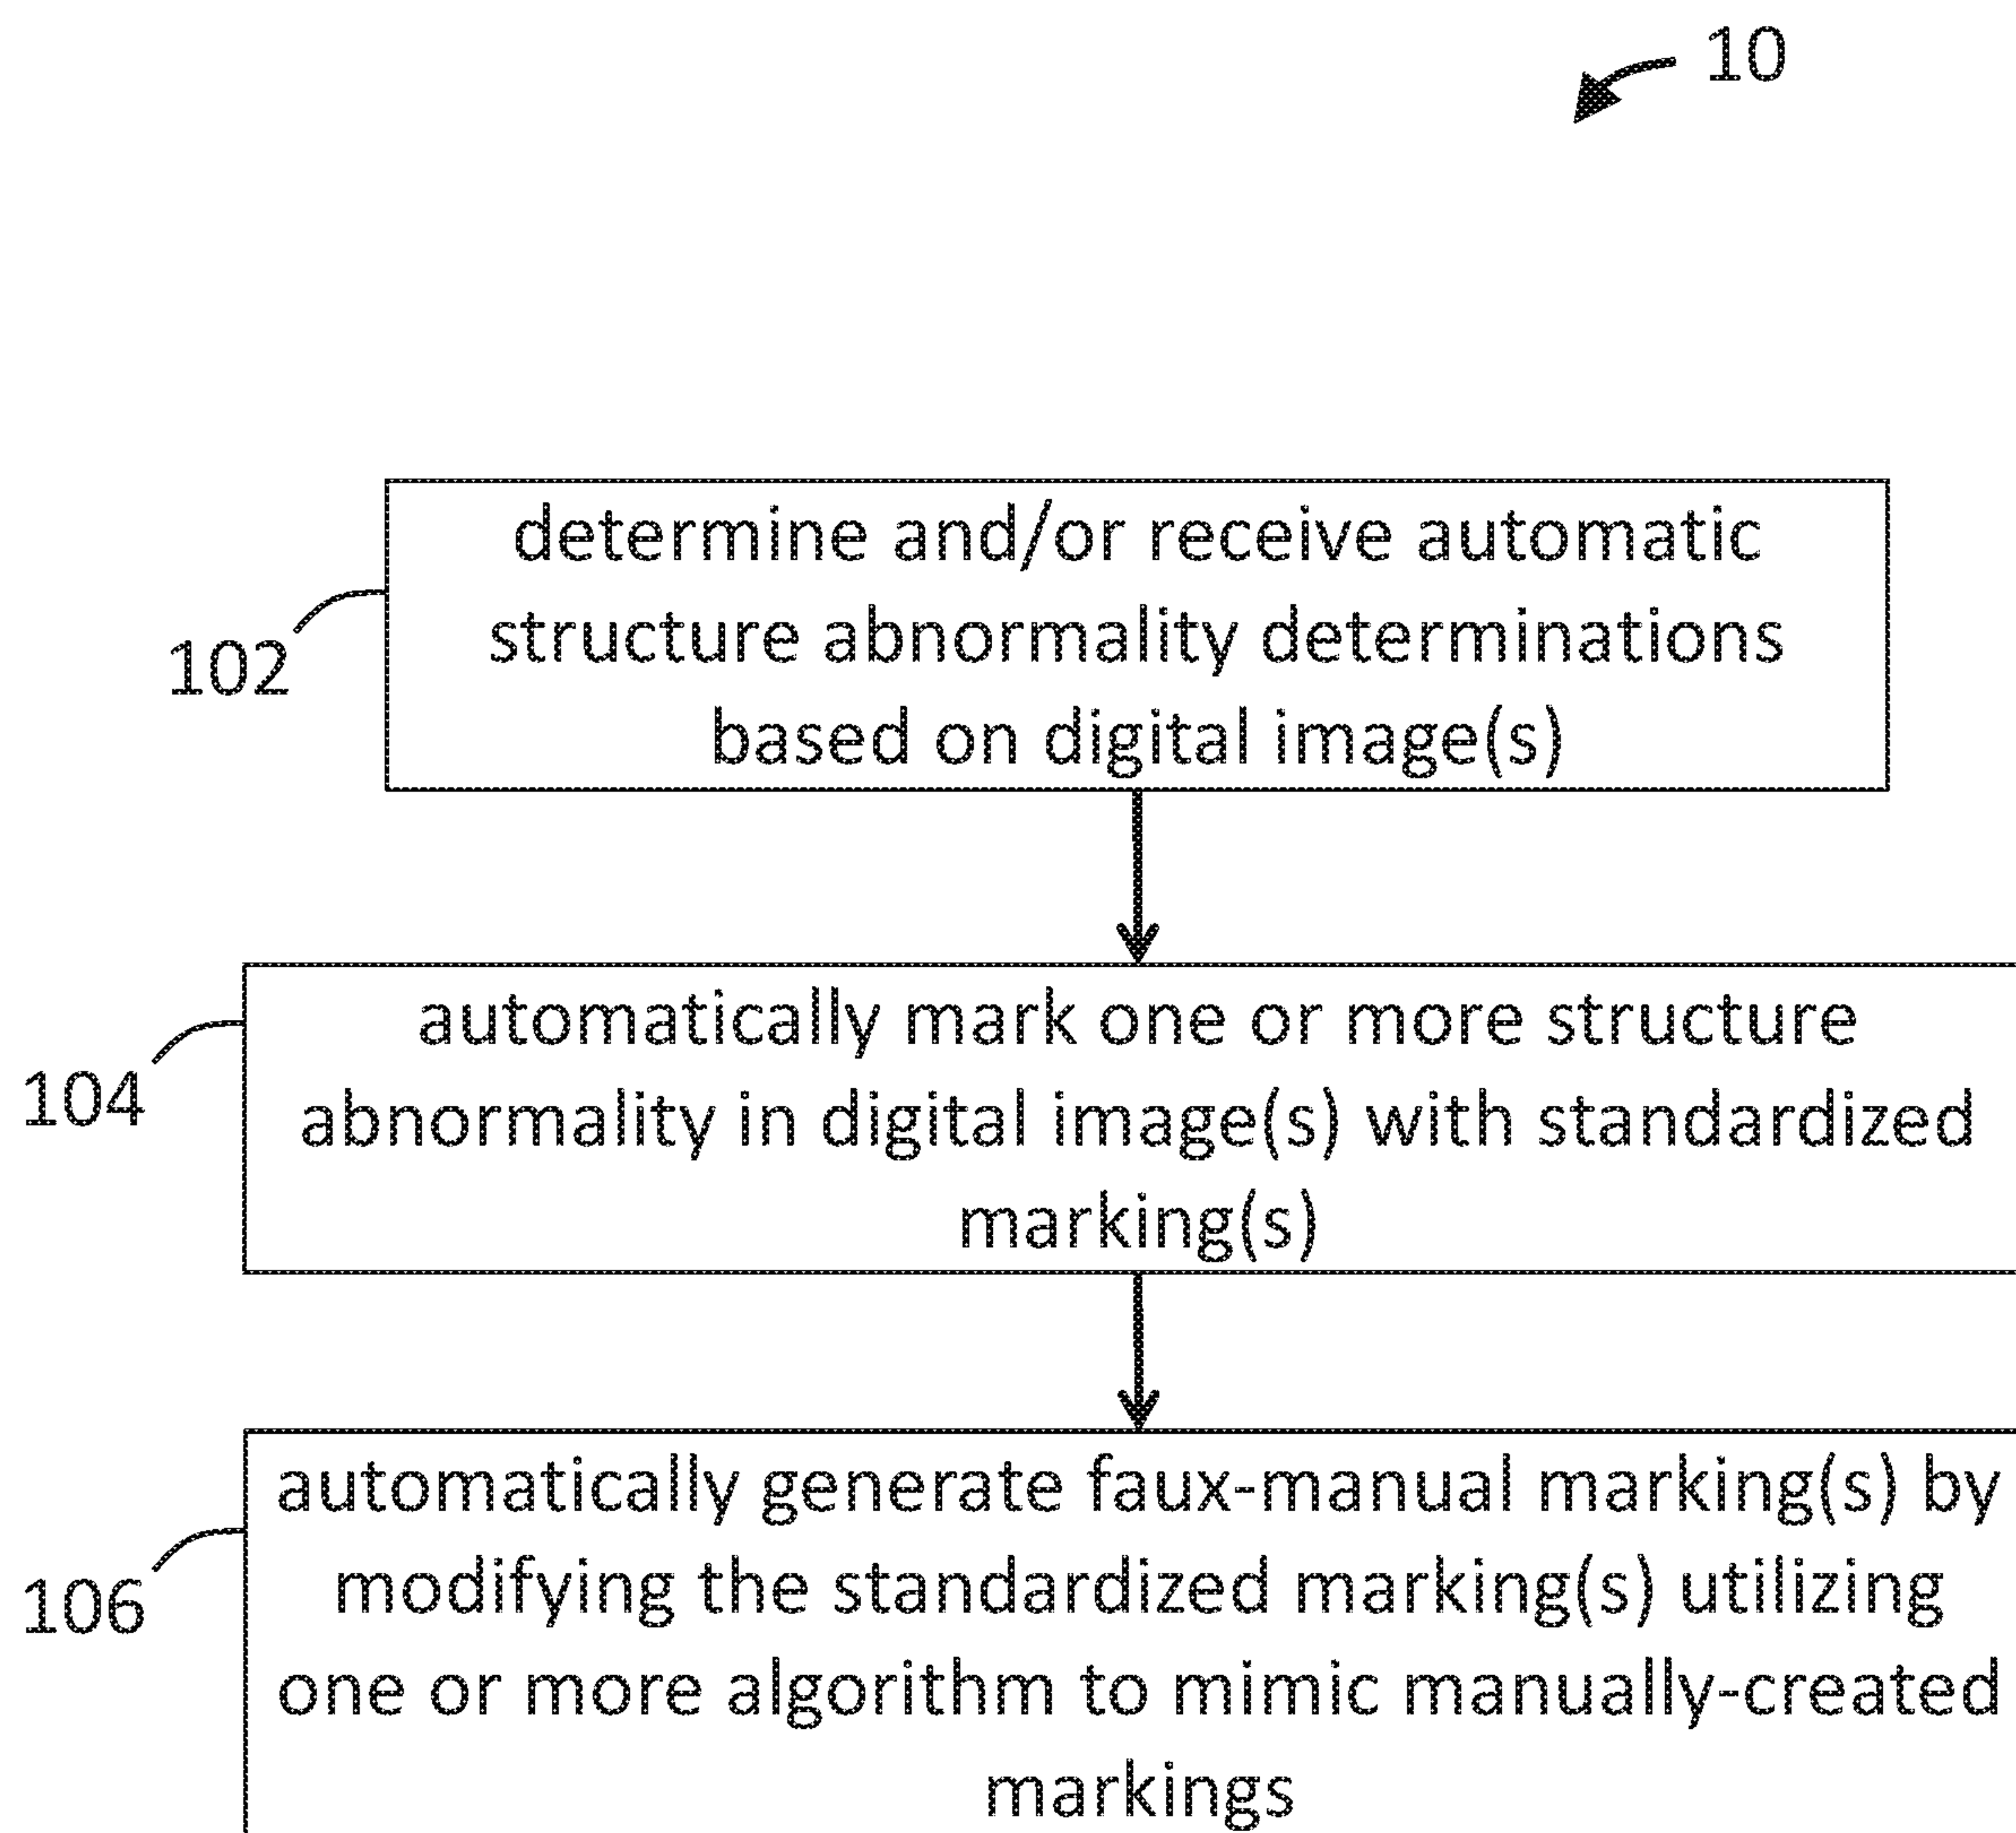 10
determine and/or receive automatic
structure abnormality determinations
based on digital image(s)
102
automatically mark one or more structure
abnormality in digital image(s) with standardized
marking(s)
104
automatically generate faux-manual marking(s) by
modifying the standardized marking(s) utilizing
one or more algorithm to mimic manually-created
markings
106